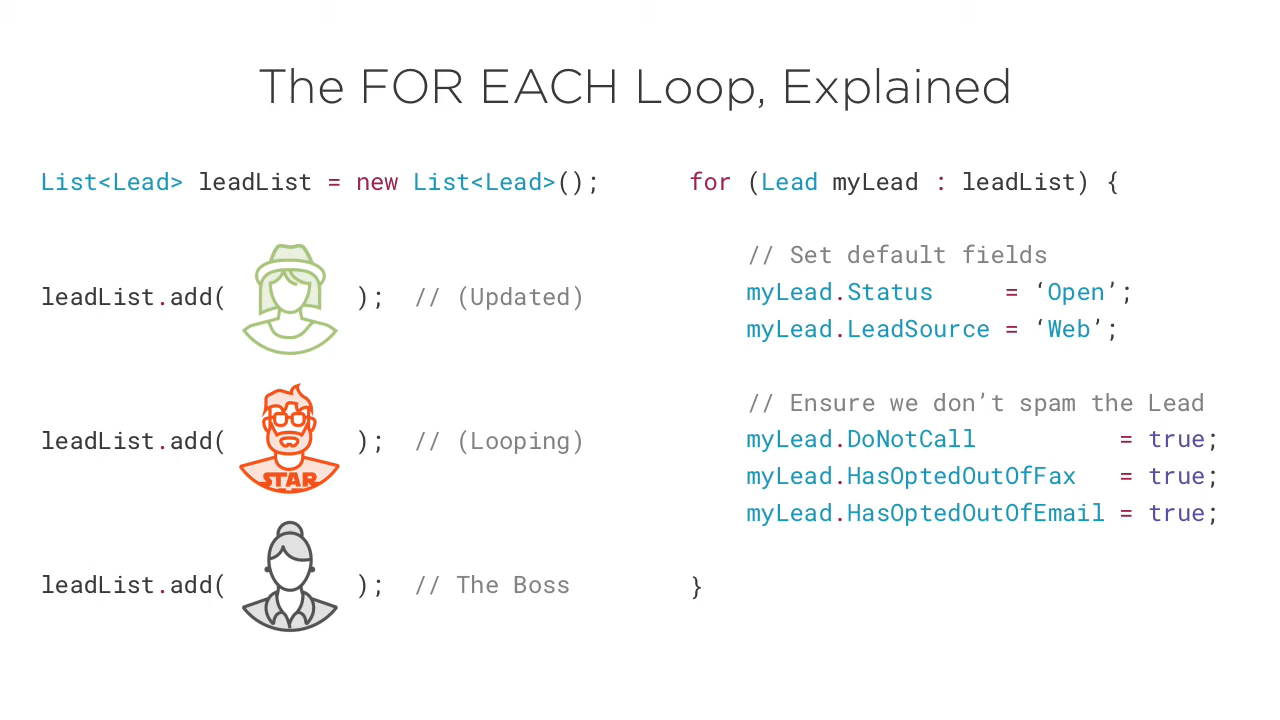 The FOR EACH Loop, Explained
List<Lead> leadList = new List<Lead>();
leadList.add( ); // (Updated)
leadList.add( STAR ); // (Looping)
leadList.add( ); // The Boss
for (Lead myLead : leadList) {
// Set default fields
myLead.Status = ‘Open’;
myLead.LeadSource = ‘Web’;
// Ensure we don’t spam the Lead
myLead.DoNotCall = true;
myLead.HasOptedOutOfFax = true;
myLead.HasOptedOutOfEmail = true;
}